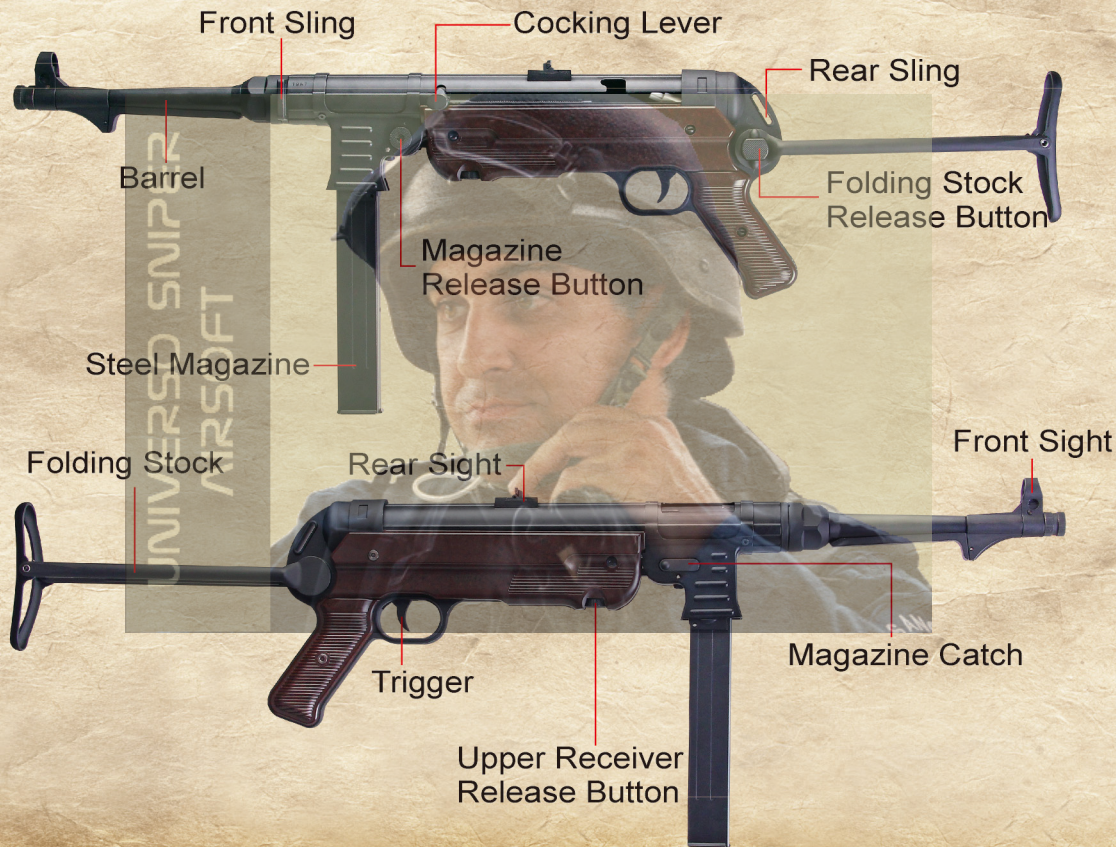 Front Sling
Cocking Lever
Rear Sling
Barrel
Folding Stock
Release Button
Magazine
Release Button
Steel Magazine
UNIVERSO SNIPER
AIRSOFT
Folding Stock
Rear Sight
Front Sight
Magazine Catch
Trigger
Upper Receiver
Release Button